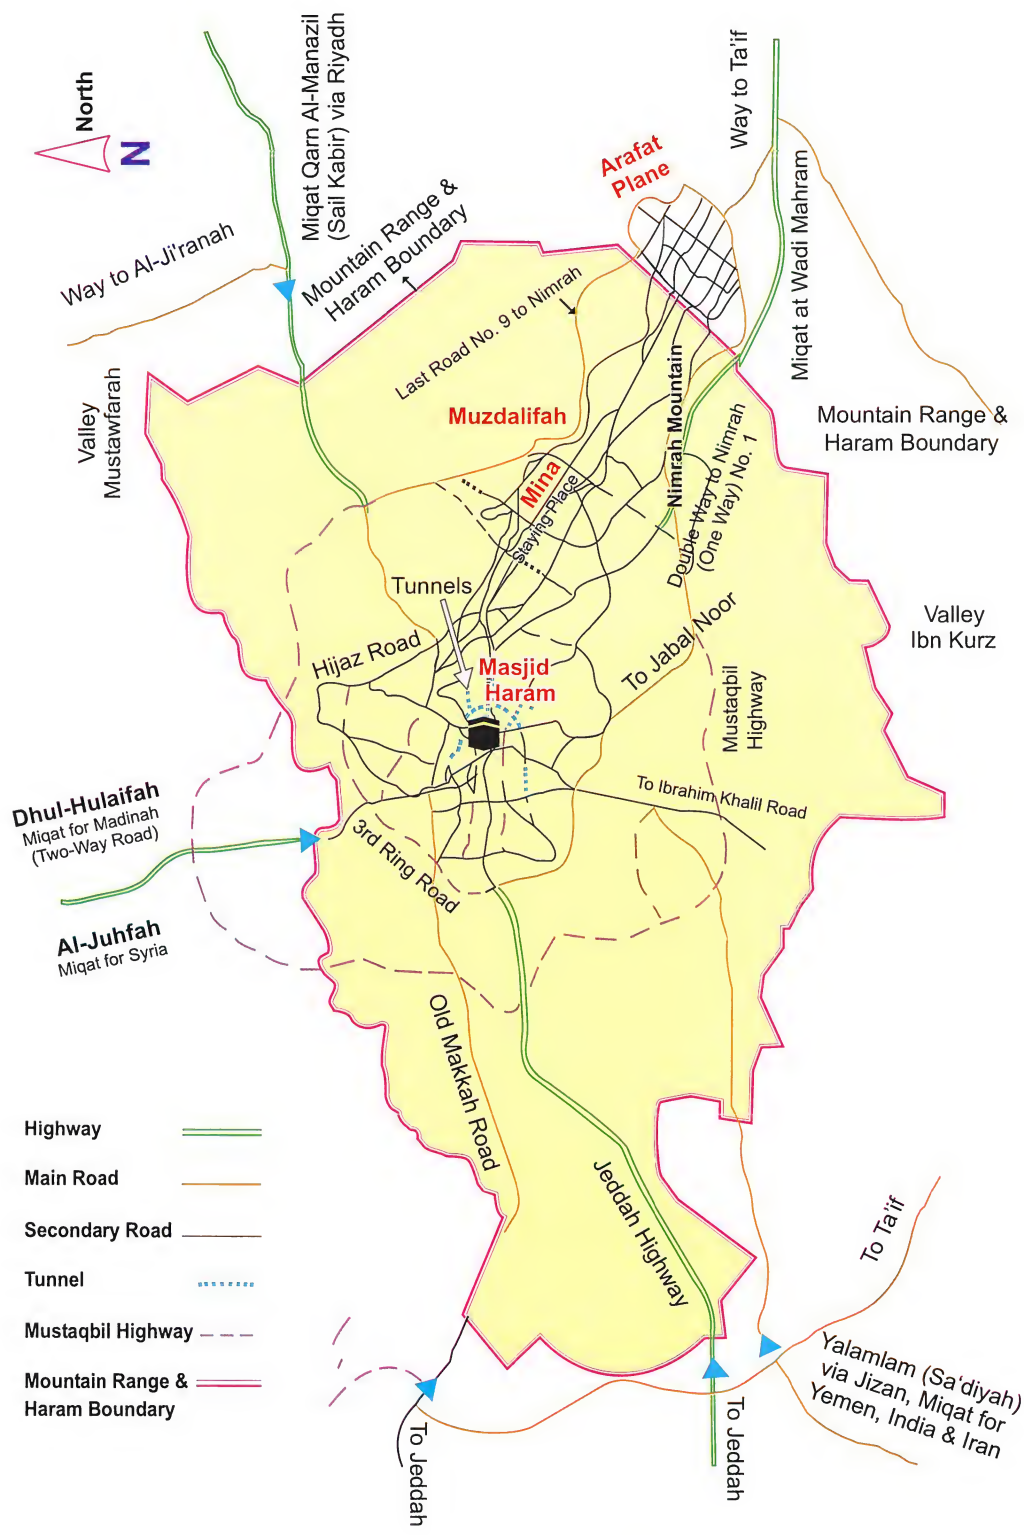 North
N
Miqat Qarn Al-Manazil
(Sail Kabir) via Riyadh
Way to Ta'if
Arafat
Plane
Way to Al-Ji'ranah
Mountain Range &
Haram Boundary
Miqat at Wadi Mahram
Last Road No. 9 to Nimrah
Valley
Mustawfarah
Muzdalifah
Nimrah Mountain
Mountain Range &
Haram Boundary
Mina
Staying Place
Double Way to Nimrah
(One Way) No. 1
Tunnels
Valley
Ibn Kurz
Hijaz Road
To Jabal Noor
Masjid
Haram
Mustaqbil
Highway
To Ibrahim Khalil Road
Dhul-Hulaifah
Miqat for Madinah
(Two-Way Road)
3rd Ring Road
Al-Juhfah
Miqat for Syria
Old Makkah Road
Jeddah Highway
Highway
Main Road
Secondary Road
Tunnel
Mustaqbil Highway
Mountain Range &
Haram Boundary
To Ta'if
Yalamlam (Sa‘diyah)
via Jizan, Miqat for
Yemen, India & Iran
To Jeddah
To Jeddah